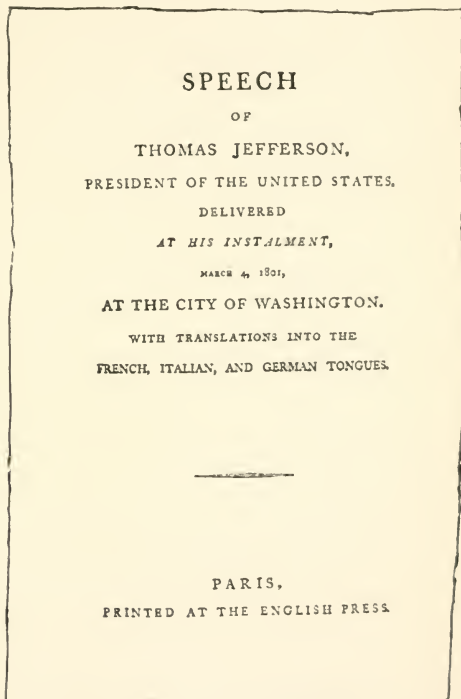 SPEECH
OF
THOMAS JEFFERSON,
PRESIDENT OF THE UNITED STATES,
DELIVERED
AT HIS INSTALMENT,
MARCH 4, 1801,
AT THE CITY OF WASHINGTON.
WITH TRANSLATIONS INTO THE
FRENCH, ITALIAN, AND GERMAN TONGUES.
PARIS,
PRINTED AT THE ENGLISH PRESS.